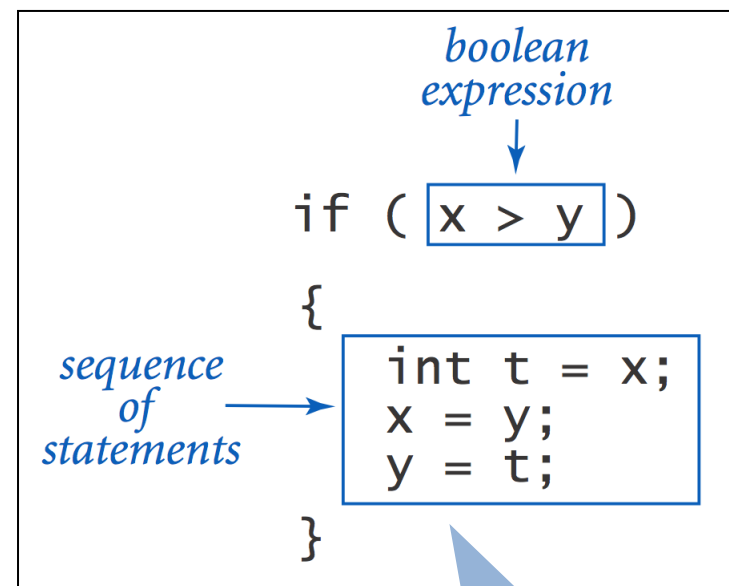 boolean
expression
if ( x > y )
{
sequence
of
statements
int t = x;
x = y;
y = t;
}